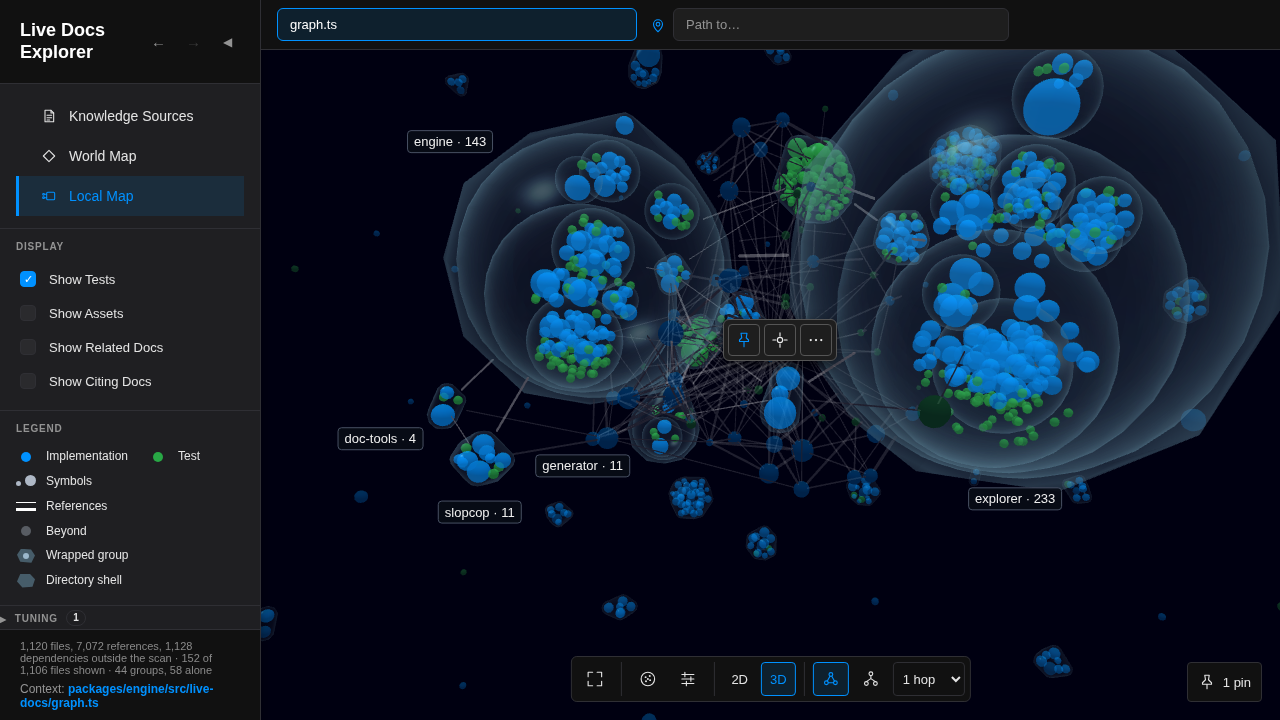 Live Docs
Explorer
graph.ts
Path to…
Knowledge Sources
World Map
Local Map
DISPLAY
Show Tests
Show Assets
Show Related Docs
Show Citing Docs
LEGEND
Implementation
Test
Symbols
References
Beyond
Wrapped group
Directory shell
TUNING 1
1,120 files, 7,072 references, 1,128
dependencies outside the scan · 152 of
1,106 files shown · 44 groups, 58 alone
Context: packages/engine/src/live-
docs/graph.ts
engine · 143
doc-tools · 4
generator · 11
slopcop · 11
explorer · 233
2D
3D
1 hop
1 pin